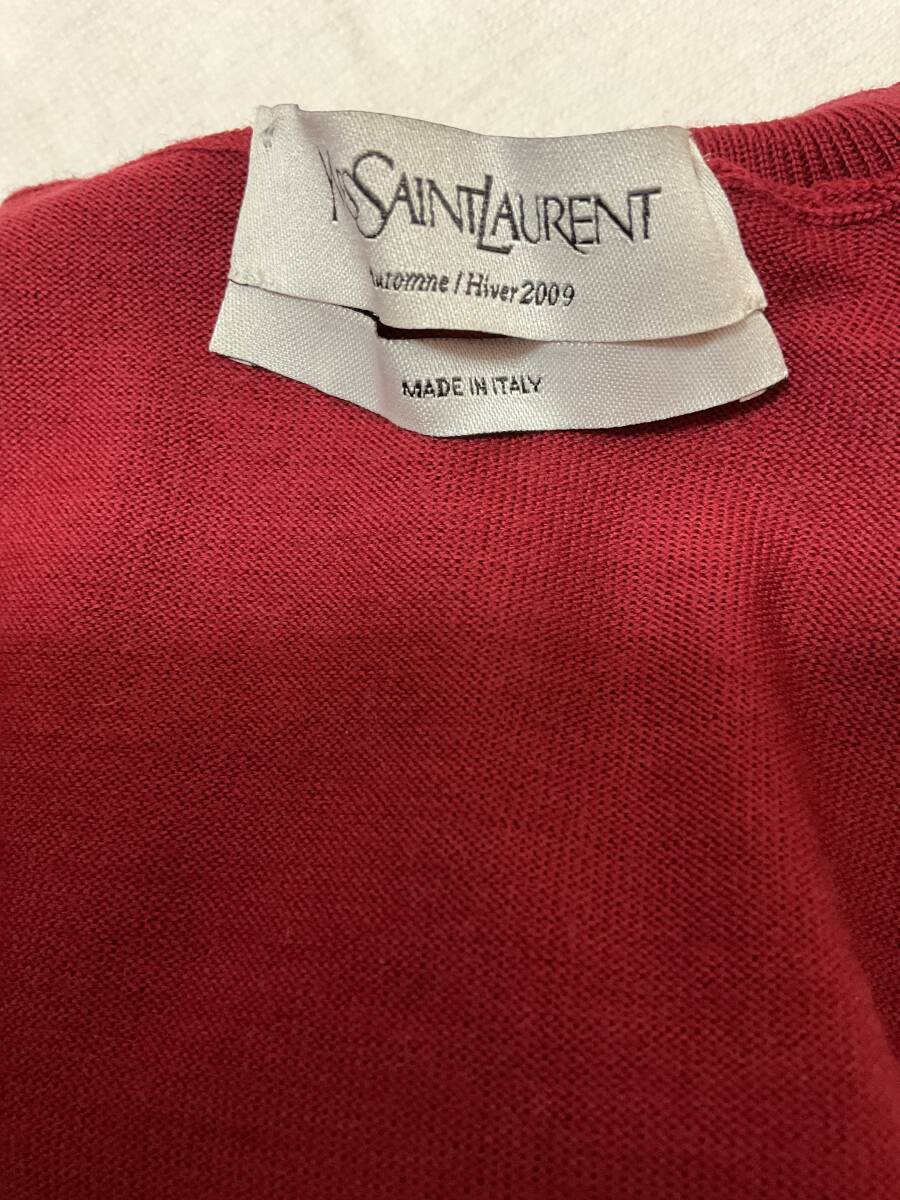 YvesSaintLaurent
Automne / Hiver 2009
MADE IN ITALY